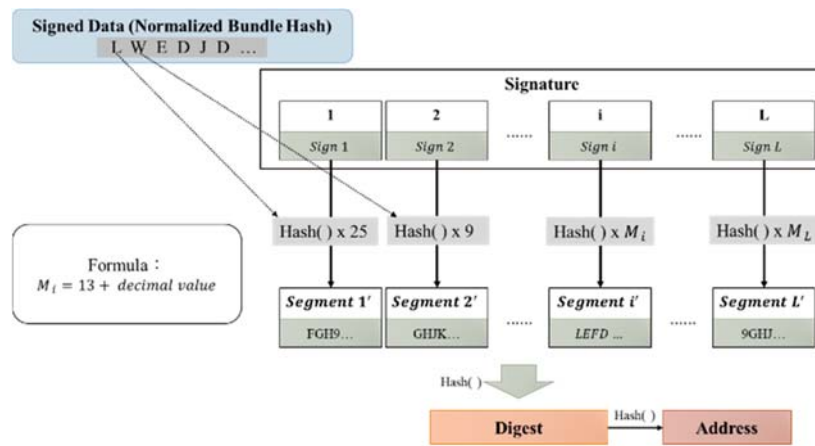 Signed Data (Normalized Bundle Hash)
L W E D J D ...
Signature
1 2 i L
Sign 1 Sign 2 ...... Sign i ...... Sign L
Hash( ) x 25 Hash( ) x 9 Hash( ) x M_i Hash( ) x M_L
Formula：
M_i = 13 + decimal value
Segment 1' Segment 2' Segment i' Segment L'
FGH9... GHJK... ...... LEFD ... ...... 9GHJ...
Hash( )
Digest Hash( ) Address